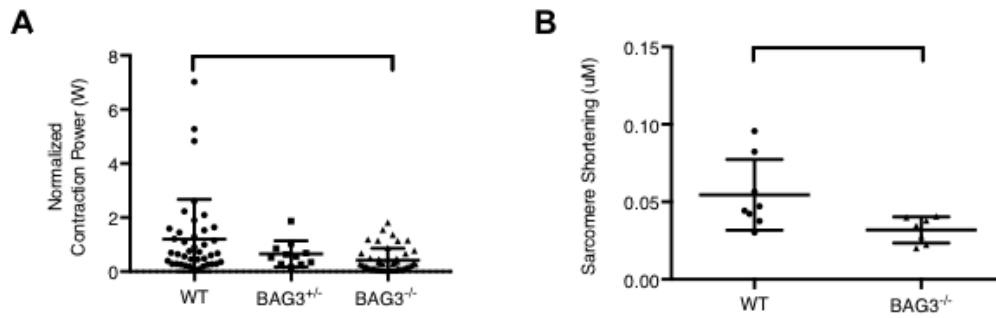 A
Normalized
Contraction Power (W)
8
6
4
2
0
WT
BAG3+/-
BAG3-/-
B
Sarcomere Shortening (uM)
0.15
0.10
0.05
0.00
WT
BAG3-/-